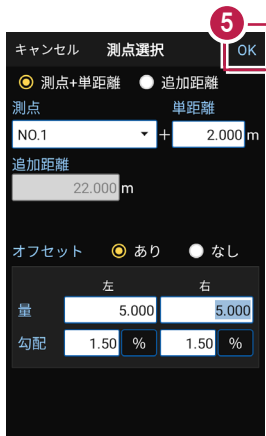 5
キャンセル 測点選択 OK
測点+単距離 追加距離
測点 単距離
NO.1 + 2.000 m
追加距離
22.000 m
オフセット あり なし
左 右
量 5.000 5.000
勾配 1.50 % 1.50 %